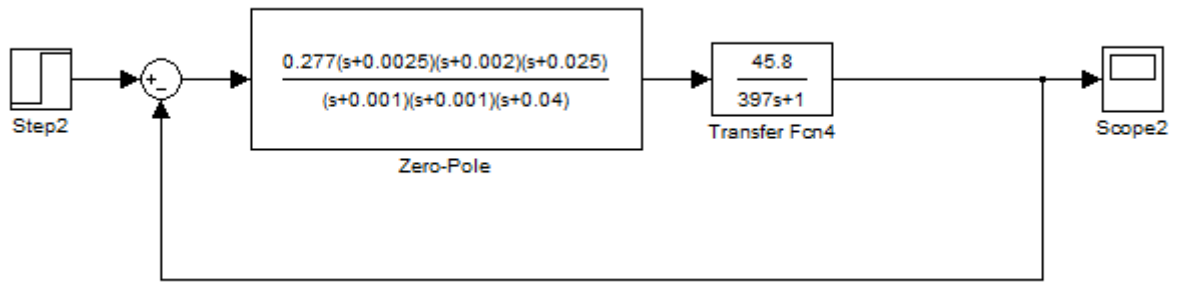 0.277(s+0.0025)(s+0.002)(s+0.025)
(s+0.001)(s+0.001)(s+0.04)
45.8
397s+1
+
−
Step2
Zero-Pole
Transfer Fcn4
Scope2